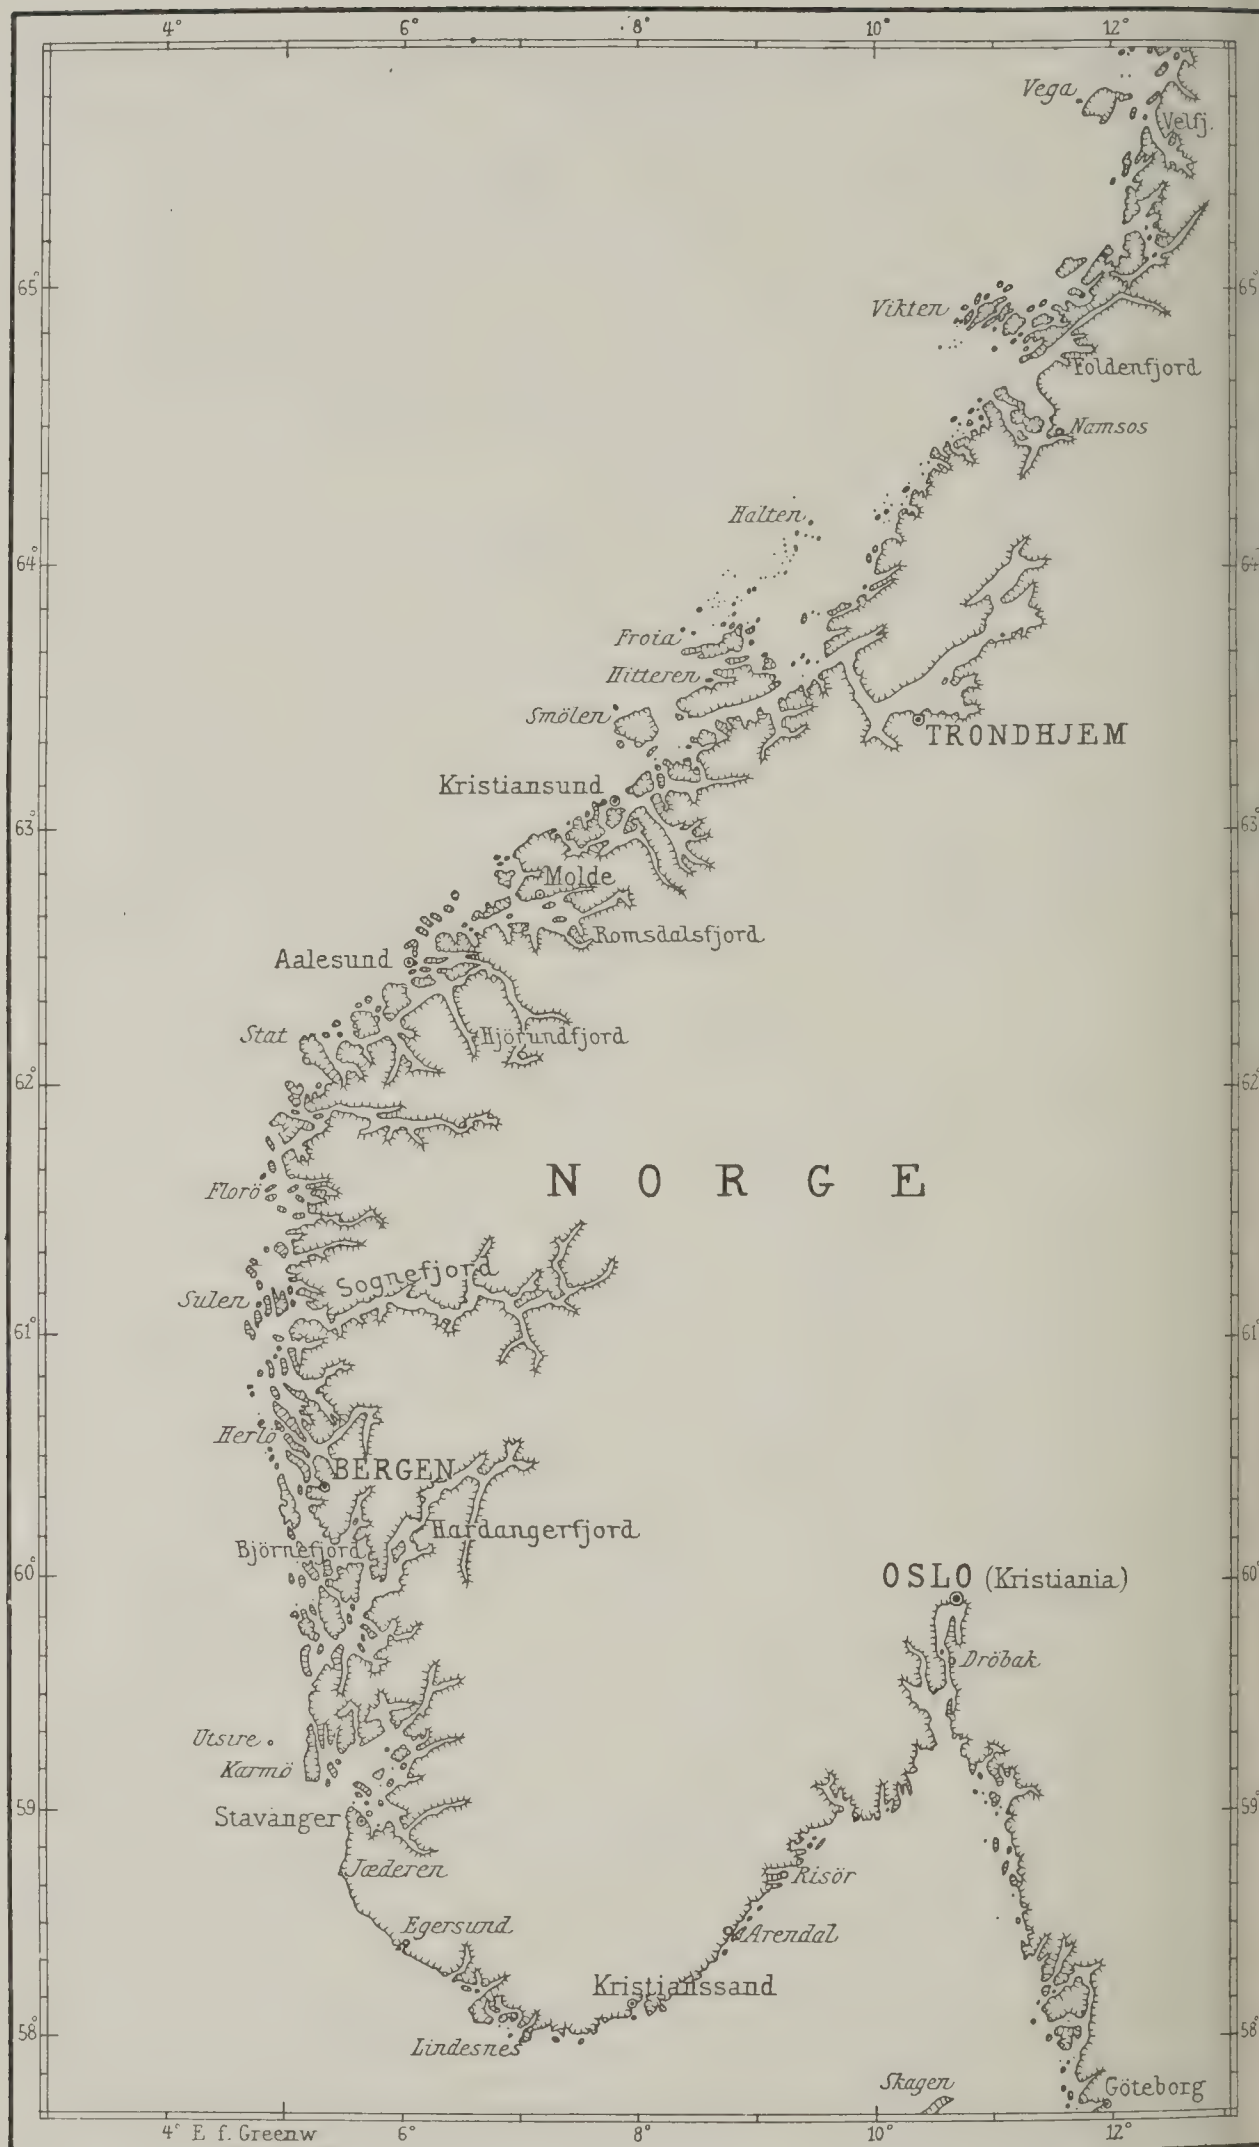 4° 6° 8° 10° 12°
Vega
Velfj.
65° 65°
Vikten
Foldenfjord
Namsos
Halten
64° 64°
Froia
Hitteren
Smölen
TRONDHJEM
Kristiansund
63° 63°
Molde
Romsdalsfjord
Aalesund
Stat
Hjörundfjord
62° 62°
NORGE
Florö
Sognefjord
Sulen
61° 61°
Herlö
BERGEN
Hardangerfjord
Björnefjord
60° 60°
OSLO (Kristiania)
Dröbak
Utsire
Karmö
59° 59°
Stavanger
Jæderen
Risör
Egersund
Arendal
Kristianssand
58° 58°
Lindesnes
Skagen
Göteborg
4° E f. Greenw 6° 8° 10° 12°